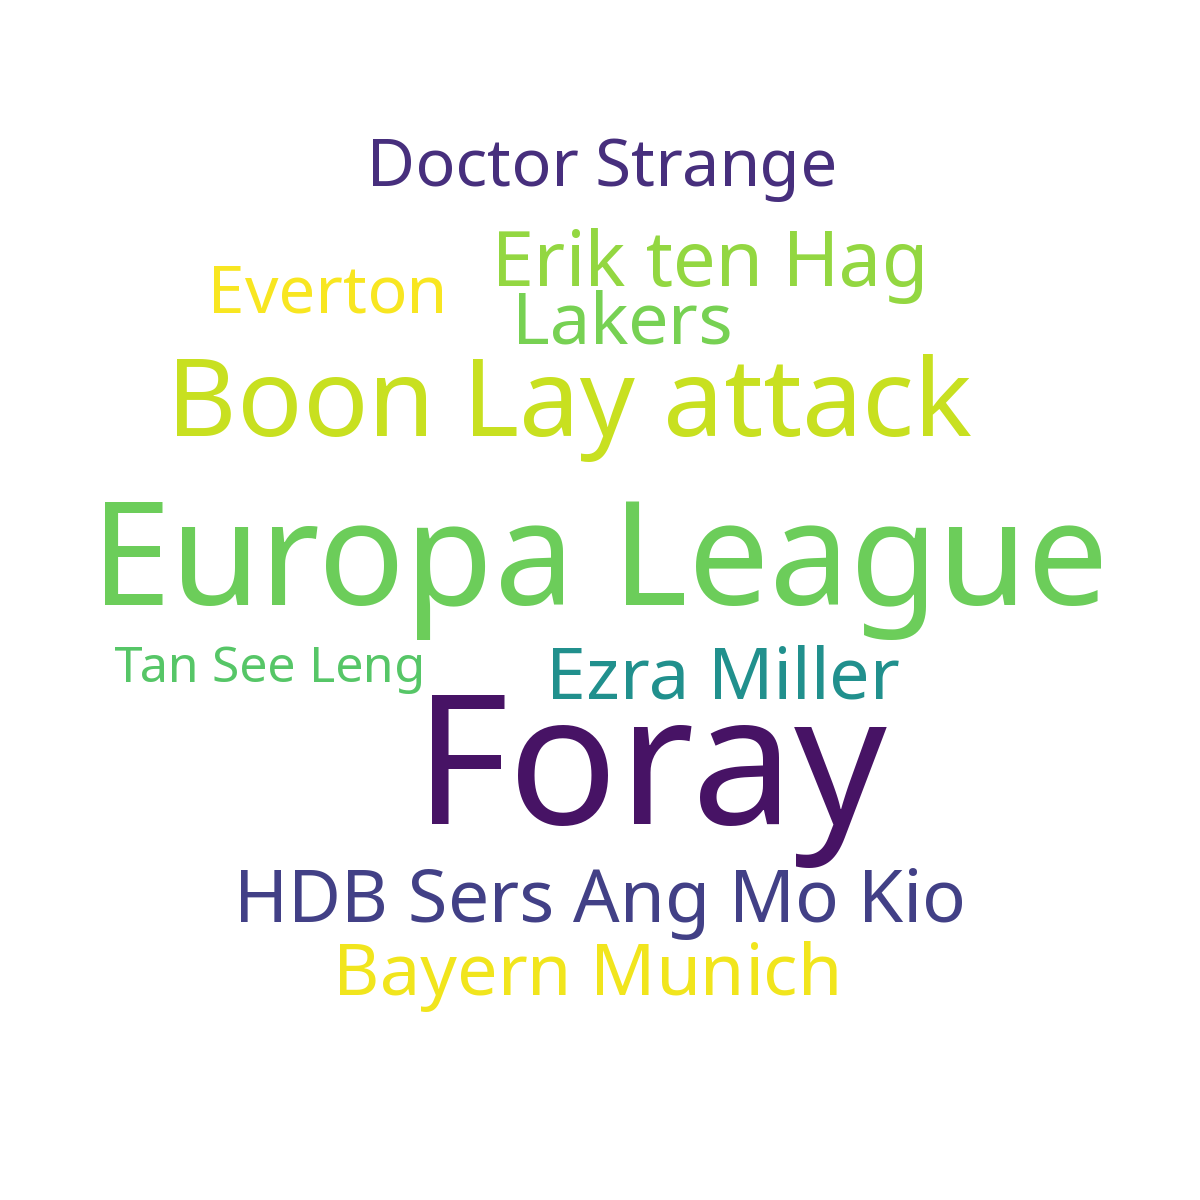 Doctor Strange
Erik ten Hag
Everton
Lakers
Boon Lay attack
Europa League
Tan See Leng
Ezra Miller
Foray
HDB Sers Ang Mo Kio
Bayern Munich